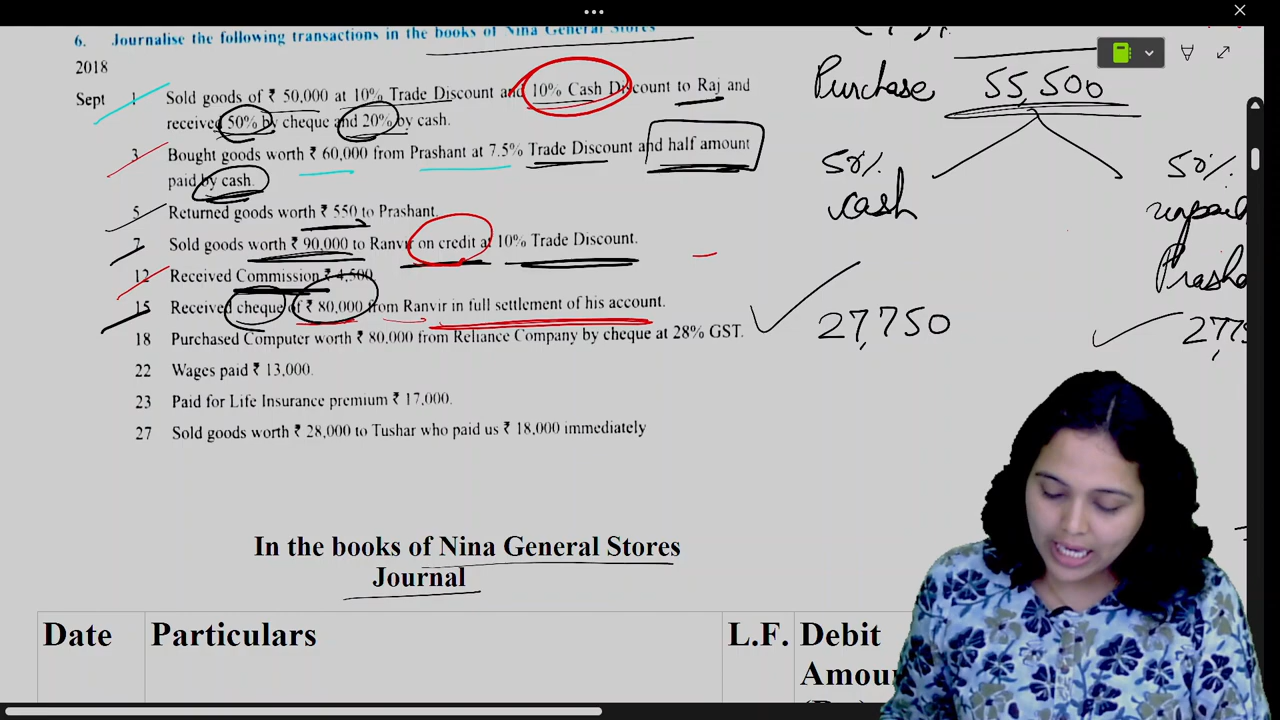 6. Journalise the following transactions in the books of Nina General Stores
2018
Sept 1 Sold goods of ₹ 50,000 at 10% Trade Discount and 10% Cash Discount to Raj and
received 50% by cheque and 20% by cash.
3 Bought goods worth ₹ 60,000 from Prashant at 7.5% Trade Discount and half amount
paid by cash.
5 Returned goods worth ₹ 550 to Prashant.
7 Sold goods worth ₹ 90,000 to Ranvir on credit at 10% Trade Discount.
12 Received Commission ₹ 4,500
15 Received cheque of ₹ 80,000 from Ranvir in full settlement of his account.
18 Purchased Computer worth ₹ 80,000 from Reliance Company by cheque at 28% GST.
22 Wages paid ₹ 13,000.
23 Paid for Life Insurance premium ₹ 17,000.
27 Sold goods worth ₹ 28,000 to Tushar who paid us ₹ 18,000 immediately
Purchase 55,500
50% 50%
cash unpaid
Prasha
27,750 27,75
In the books of Nina General Stores
Journal
Date Particulars L.F. Debit
Amou